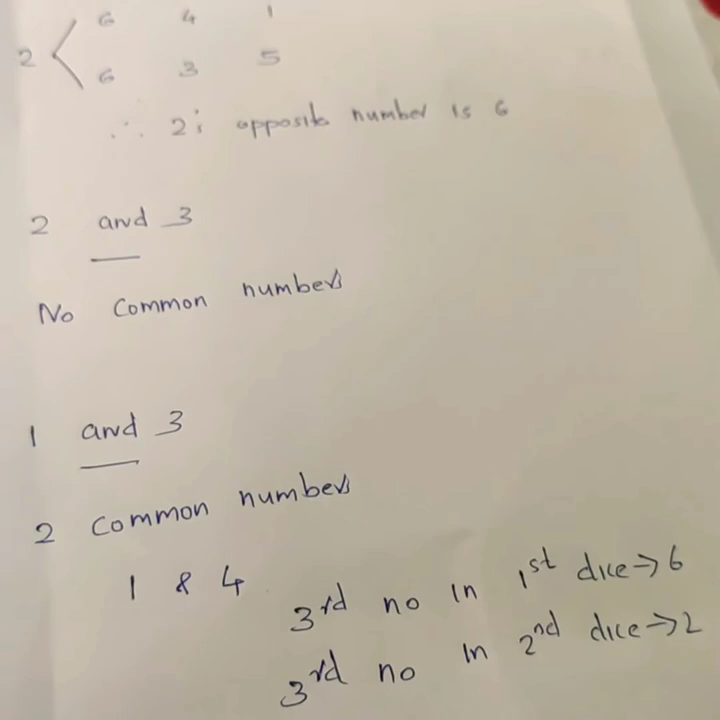 6 4 1
2 <
6 3 5
∴ 2's opposite number is 6
2 and 3
No common numbers
1 and 3
2 common numbers
1 & 4
3rd no in 1st dice → 6
3rd no in 2nd dice → 2